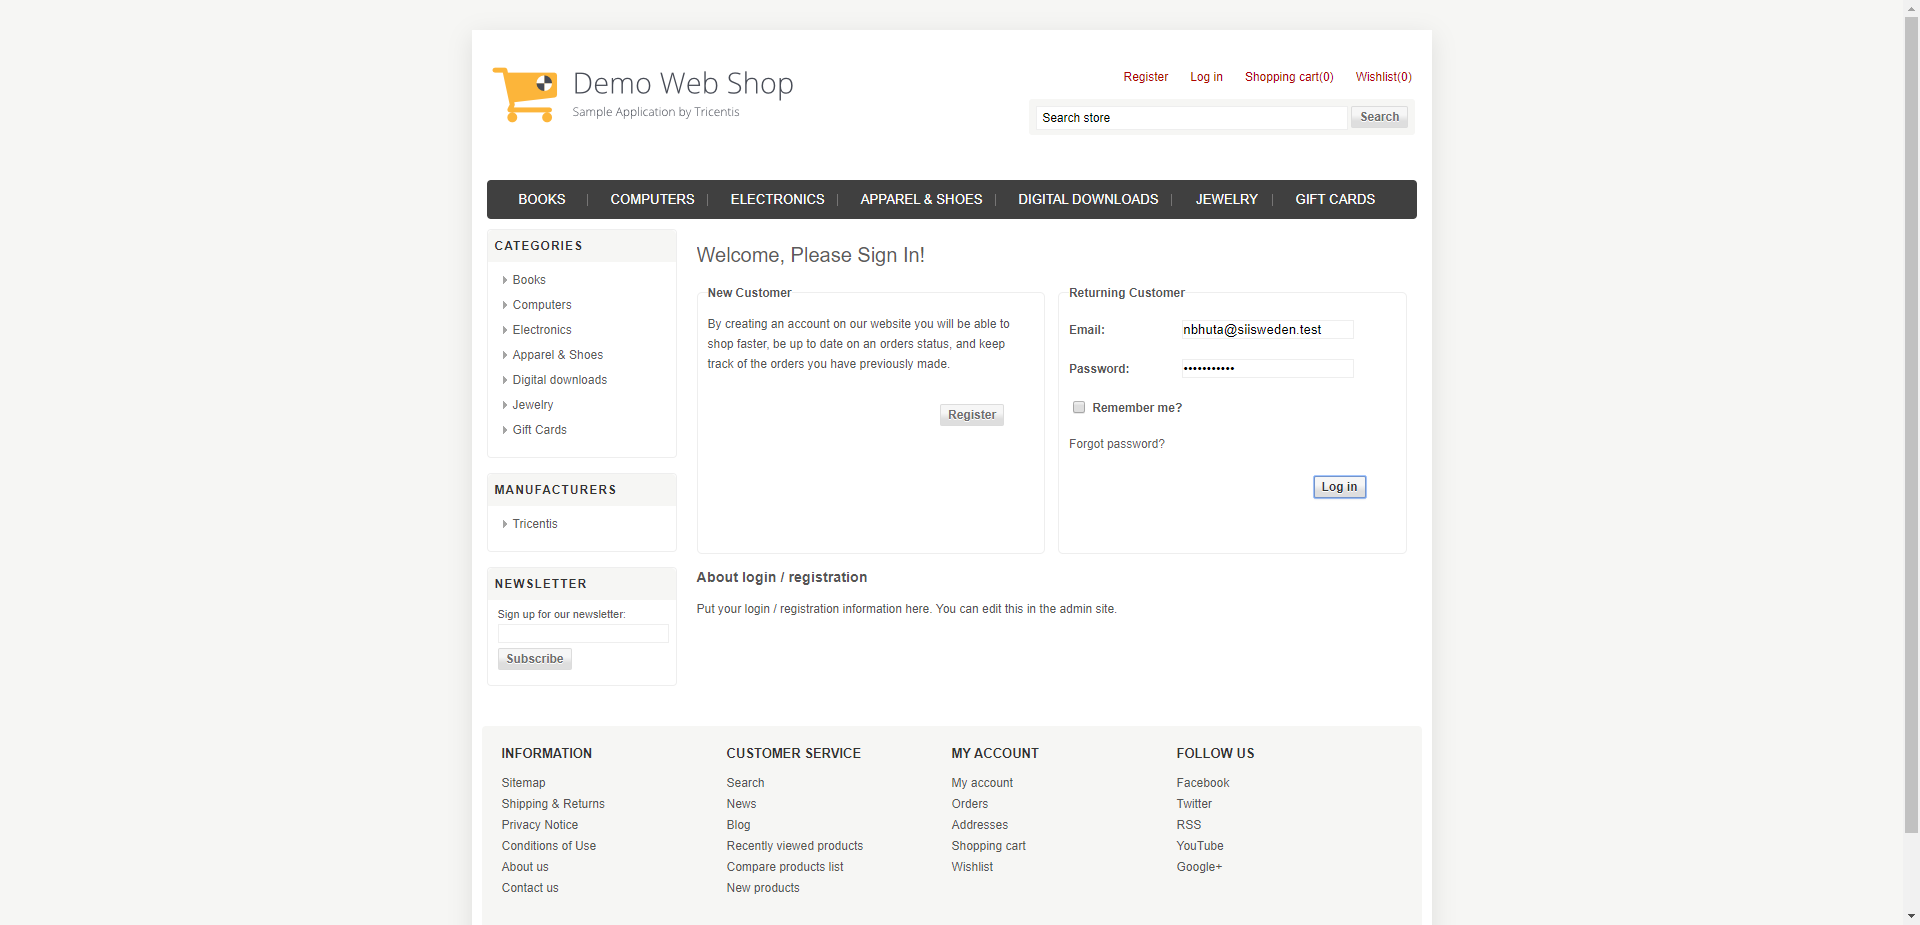 Demo Web Shop
Sample Application by Tricentis
Register Log in Shopping cart(0) Wishlist(0)
Search store Search
BOOKS COMPUTERS ELECTRONICS APPAREL & SHOES DIGITAL DOWNLOADS JEWELRY GIFT CARDS
CATEGORIES
Books
Computers
Electronics
Apparel & Shoes
Digital downloads
Jewelry
Gift Cards
MANUFACTURERS
Tricentis
NEWSLETTER
Sign up for our newsletter:
Subscribe
Welcome, Please Sign In!
New Customer
By creating an account on our website you will be able to
shop faster, be up to date on an orders status, and keep
track of the orders you have previously made.
Register
Returning Customer
Email: nbhuta@siisweden.test
Password: •••••••••••
Remember me?
Forgot password?
Log in
About login / registration
Put your login / registration information here. You can edit this in the admin site.
INFORMATION
Sitemap
Shipping & Returns
Privacy Notice
Conditions of Use
About us
Contact us
CUSTOMER SERVICE
Search
News
Blog
Recently viewed products
Compare products list
New products
MY ACCOUNT
My account
Orders
Addresses
Shopping cart
Wishlist
FOLLOW US
Facebook
Twitter
RSS
YouTube
Google+